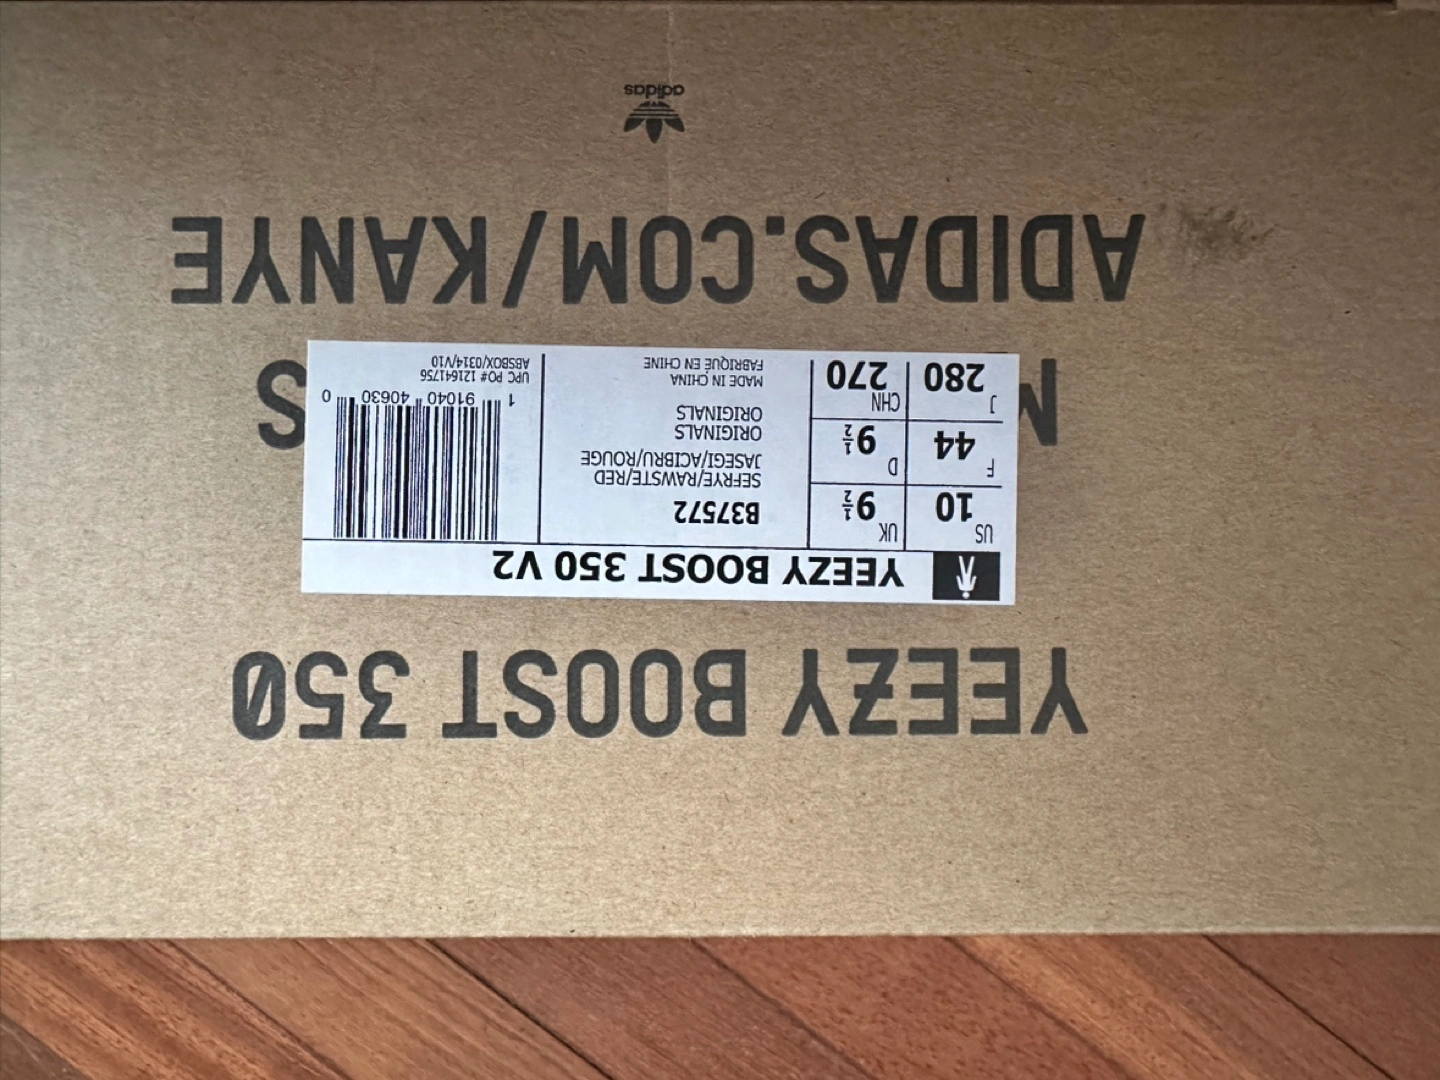 YEEZY BOOST 350
YEEZY BOOST 350 V2
US
10
UK
9½
F
44
D
9½
J
280
CHN
270
B37572
SEFRYE/RAWSTE/RED
JASEGI/ACIBRU/ROUGE
ORIGINALS
ORIGINALS
MADE IN CHINA
FABRIQUÉ EN CHINE
1 91040 40630 0
UPC PO# 121641756
ABSBOX/0314/V10
M
S
ADIDAS.COM/KANYE
adidas